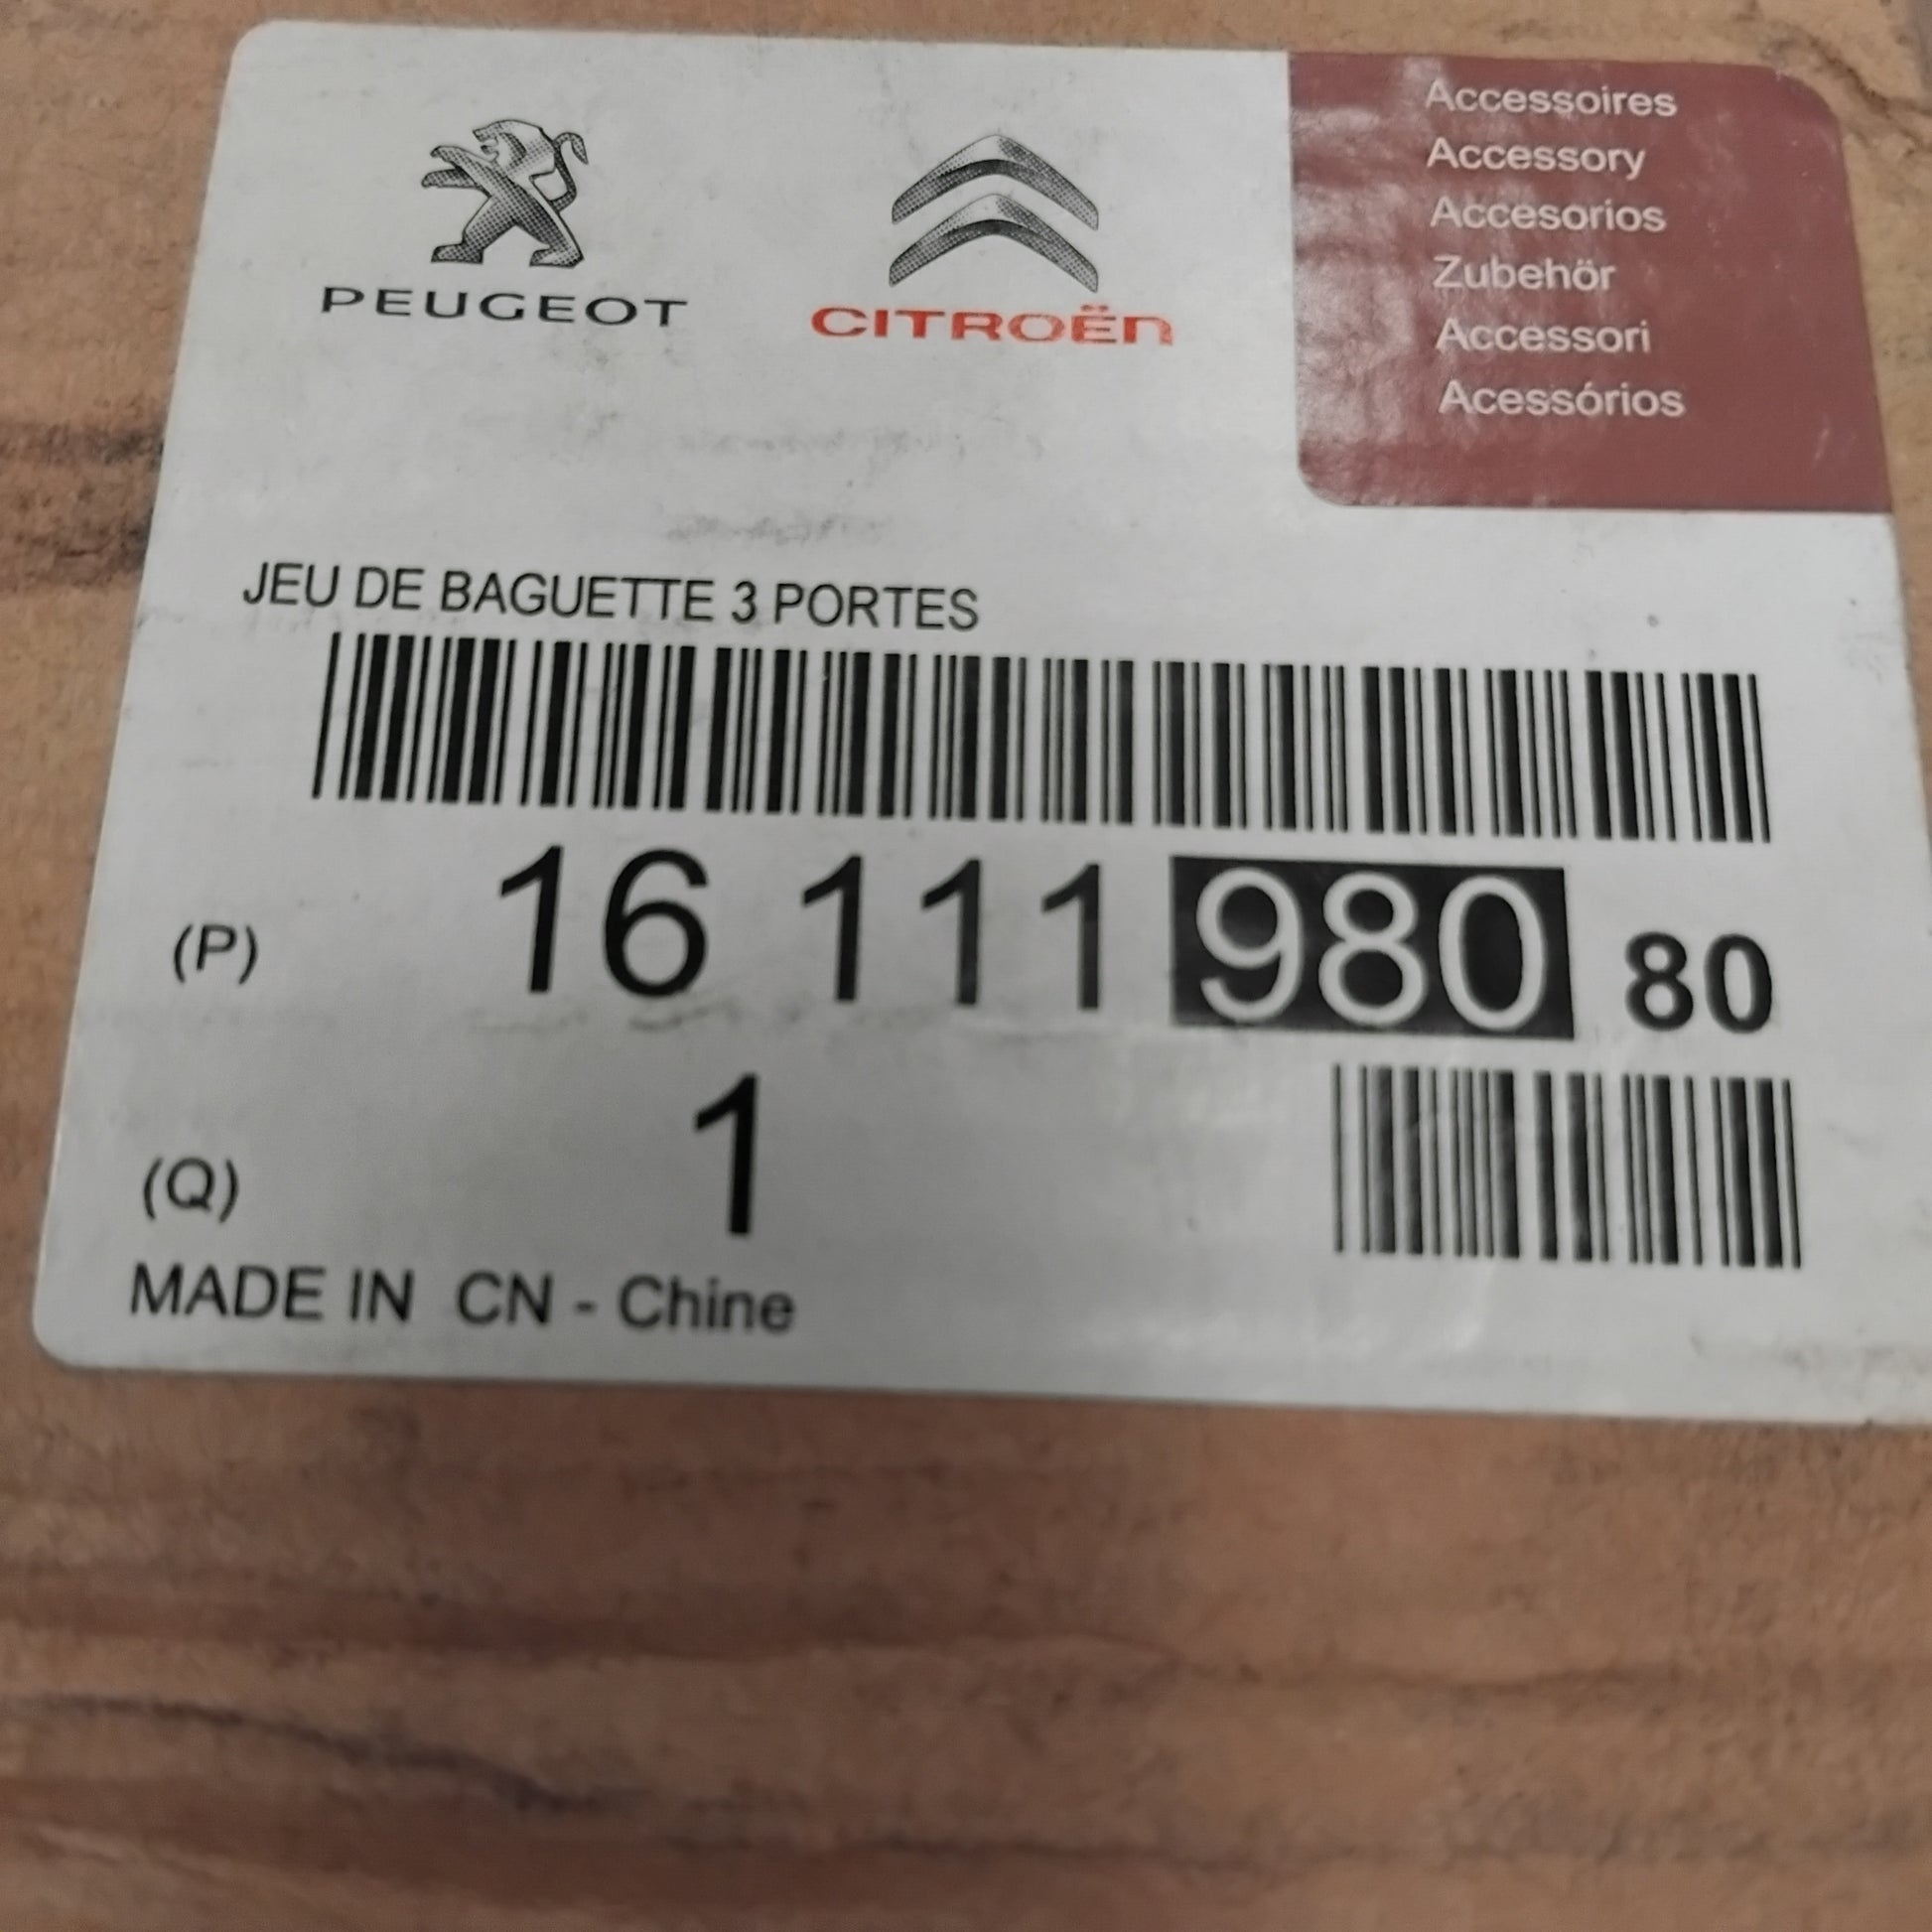 PEUGEOT
CITROËN
Accessoires
Accessory
Accesorios
Zubehör
Accessori
Acessórios
JEU DE BAGUETTE 3 PORTES
(P) 16 111 980 80
(Q) 1
MADE IN CN - Chine